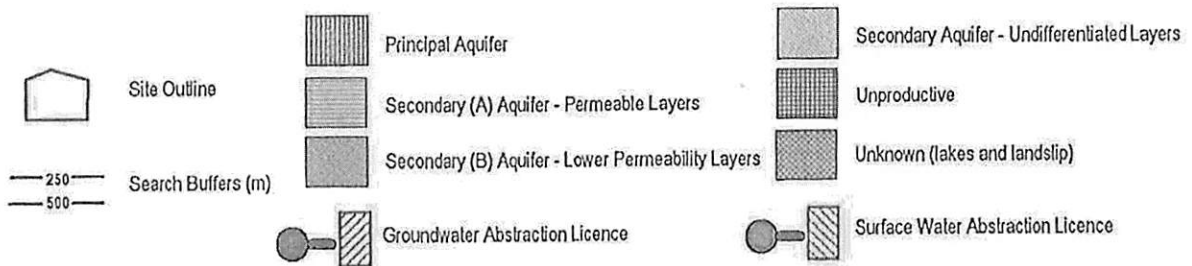 Site Outline
250
500
Search Buffers (m)
Principal Aquifer
Secondary (A) Aquifer - Permeable Layers
Secondary (B) Aquifer - Lower Permeability Layers
Groundwater Abstraction Licence
Secondary Aquifer - Undifferentiated Layers
Unproductive
Unknown (lakes and landslip)
Surface Water Abstraction Licence